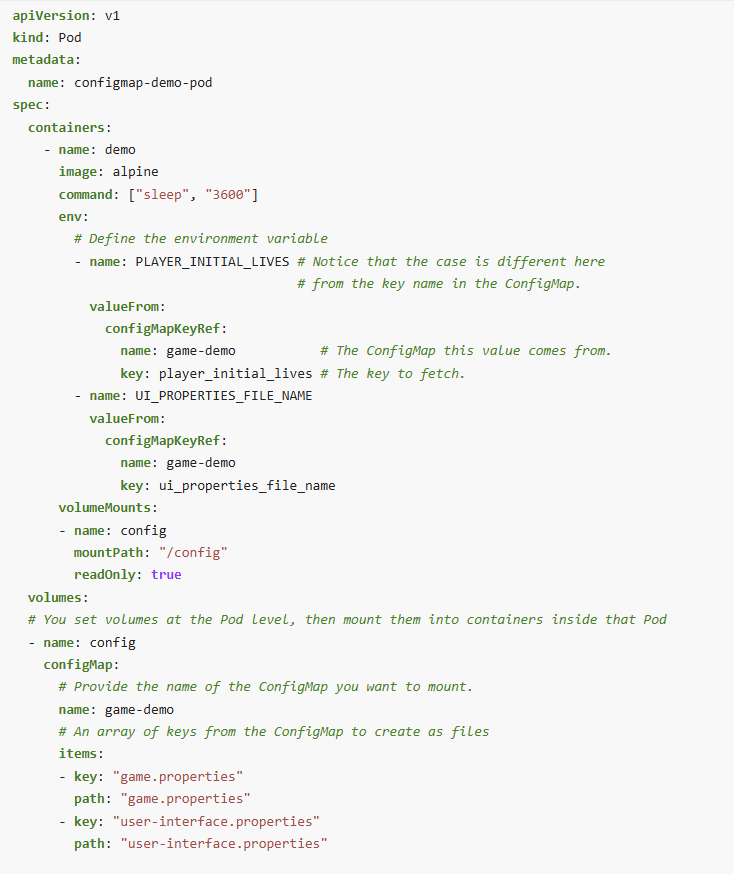 apiVersion: v1
kind: Pod
metadata:
  name: configmap-demo-pod
spec:
  containers:
    - name: demo
      image: alpine
      command: ["sleep", "3600"]
      env:
        # Define the environment variable
        - name: PLAYER_INITIAL_LIVES # Notice that the case is different here
                                     # from the key name in the ConfigMap.
          valueFrom:
            configMapKeyRef:
              name: game-demo           # The ConfigMap this value comes from.
              key: player_initial_lives # The key to fetch.
        - name: UI_PROPERTIES_FILE_NAME
          valueFrom:
            configMapKeyRef:
              name: game-demo
              key: ui_properties_file_name
      volumeMounts:
      - name: config
        mountPath: "/config"
        readOnly: true
  volumes:
  # You set volumes at the Pod level, then mount them into containers inside that Pod
  - name: config
    configMap:
      # Provide the name of the ConfigMap you want to mount.
      name: game-demo
      # An array of keys from the ConfigMap to create as files
      items:
      - key: "game.properties"
        path: "game.properties"
      - key: "user-interface.properties"
        path: "user-interface.properties"